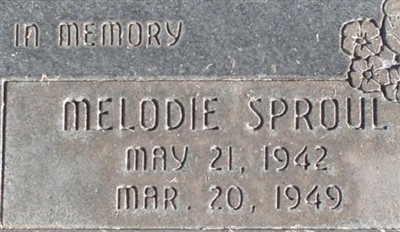 IN MEMORY
MELODIE SPROUL
MAY 21, 1942
MAR. 20, 1949